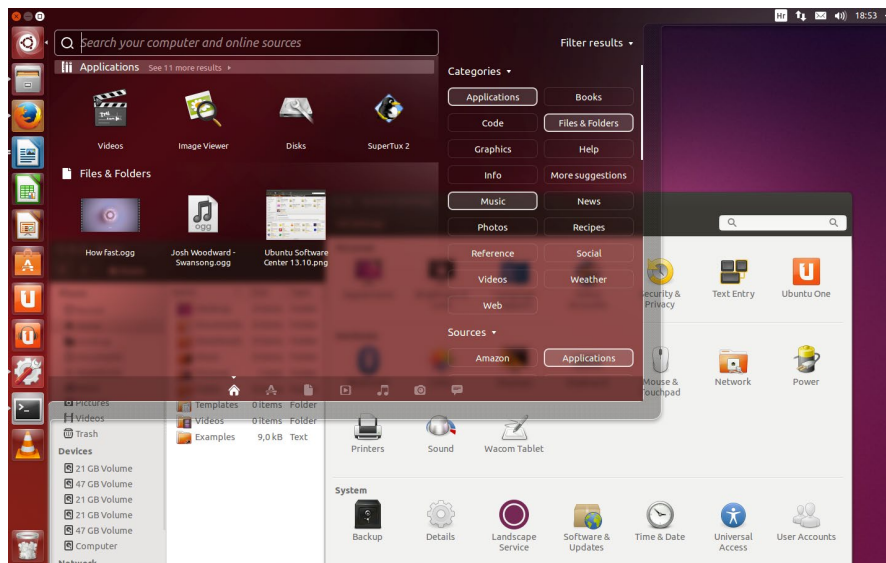 Hr
18:53
Search your computer and online sources
Filter results
Applications See 11 more results
Videos
Image Viewer
Disks
SuperTux 2
Files & Folders
How fast.ogg
ogg
Josh Woodward -
Swansong.ogg
Ubuntu Software
Center 13.10.png
Categories
Applications
Books
Code
Files & Folders
Graphics
Help
Info
More suggestions
Music
News
Photos
Recipes
Reference
Social
Videos
Weather
Web
Sources
Amazon
Applications
Security &
Privacy
Text Entry
Ubuntu One
Mouse &
Touchpad
Network
Power
Pictures
Videos
Trash
Devices
21 GB Volume
47 GB Volume
21 GB Volume
21 GB Volume
47 GB Volume
Computer
Network
Templates 0 items Folder
Videos 0 items Folder
Examples 9,0 kB Text
Printers
Sound
Wacom Tablet
System
Backup
Details
Landscape
Service
Software &
Updates
Time & Date
Universal
Access
User Accounts